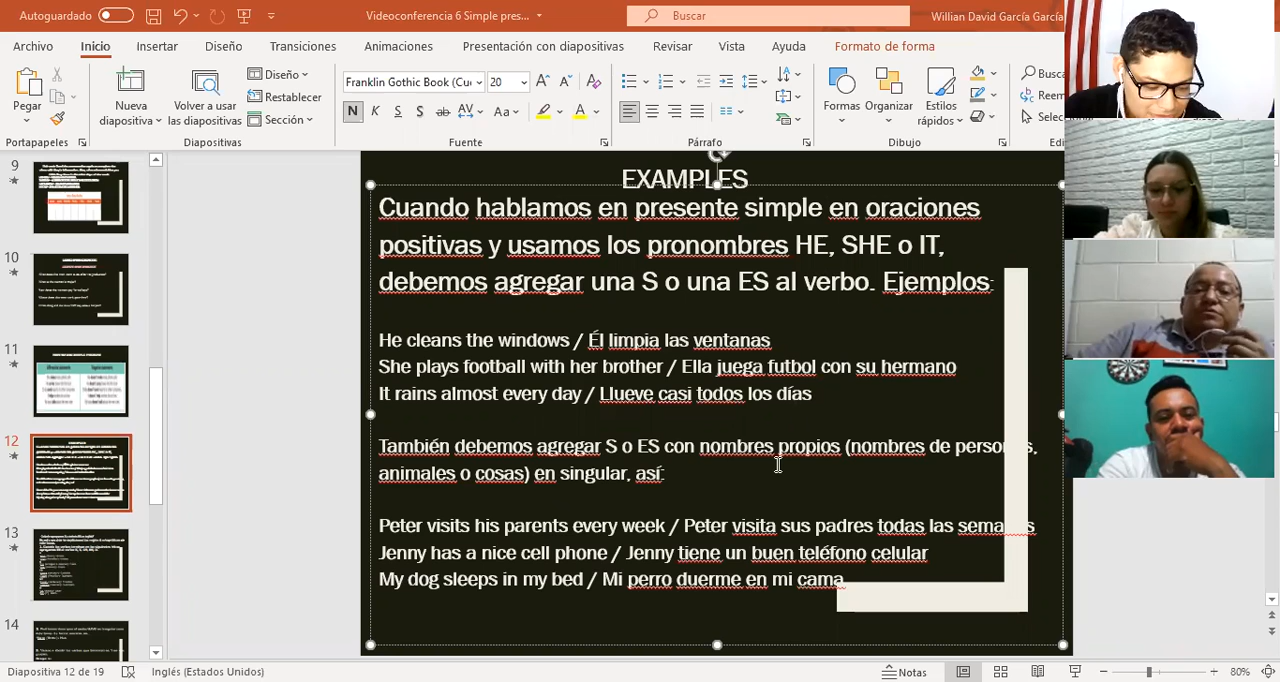 Autoguardado
Videoconferencia 6 Simple pres...
Buscar
Willian David García García
Archivo Inicio Insertar Diseño Transiciones Animaciones Presentación con diapositivas Revisar Vista Ayuda Formato de forma
Pegar
Nueva diapositiva
Volver a usar las diapositivas
Diseño
Restablecer
Sección
Franklin Gothic Book (Cue
20
Formas
Organizar
Estilos rápidos
Busca
Reem
Selec
Portapapeles
Diapositivas
Fuente
Párrafo
Dibujo
9
10
11
12
13
14
EXAMPLES
Cuando hablamos en presente simple en oraciones
positivas y usamos los pronombres HE, SHE o IT,
debemos agregar una S o una ES al verbo. Ejemplos:
He cleans the windows / Él limpia las ventanas
She plays football with her brother / Ella juega futbol con su hermano
It rains almost every day / Llueve casi todos los días
También debemos agregar S o ES con nombres propios (nombres de personas,
animales o cosas) en singular, así:
Peter visits his parents every week / Peter visita sus padres todas las semanas
Jenny has a nice cell phone / Jenny tiene un buen teléfono celular
My dog sleeps in my bed / Mi perro duerme en mi cama
Diapositiva 12 de 19
Inglés (Estados Unidos)
Notas
80%